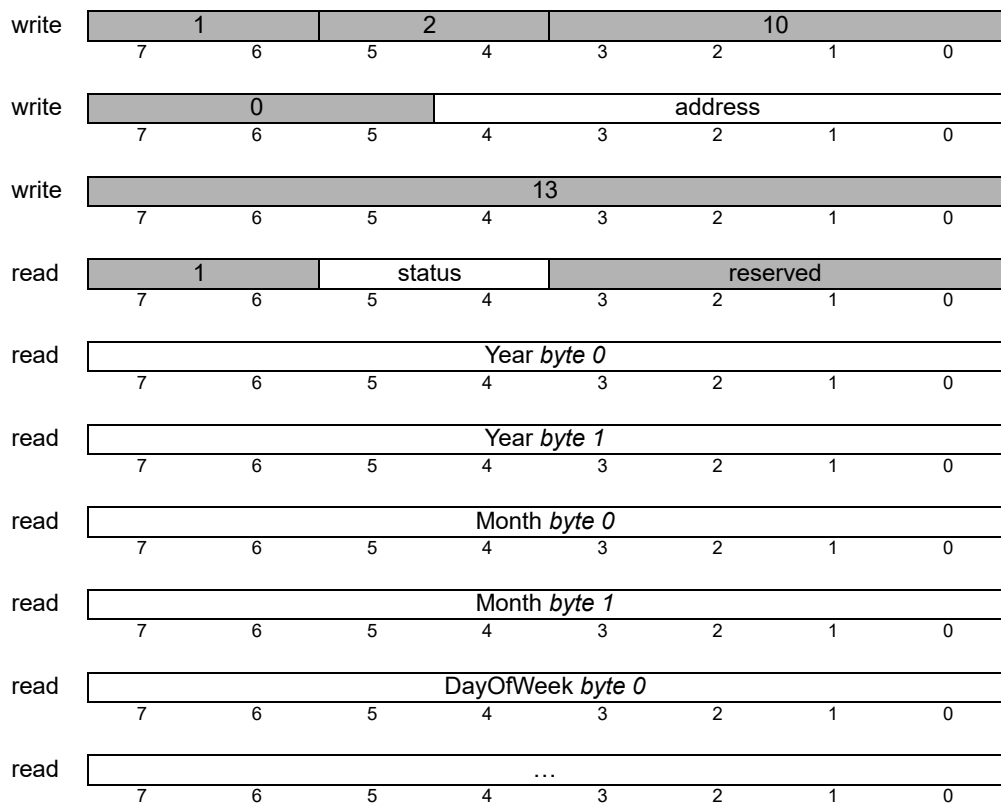 write 1 2 10
7 6 5 4 3 2 1 0
write 0 address
7 6 5 4 3 2 1 0
write 13
7 6 5 4 3 2 1 0
read 1 status reserved
7 6 5 4 3 2 1 0
read Year byte 0
7 6 5 4 3 2 1 0
read Year byte 1
7 6 5 4 3 2 1 0
read Month byte 0
7 6 5 4 3 2 1 0
read Month byte 1
7 6 5 4 3 2 1 0
read DayOfWeek byte 0
7 6 5 4 3 2 1 0
read …
7 6 5 4 3 2 1 0